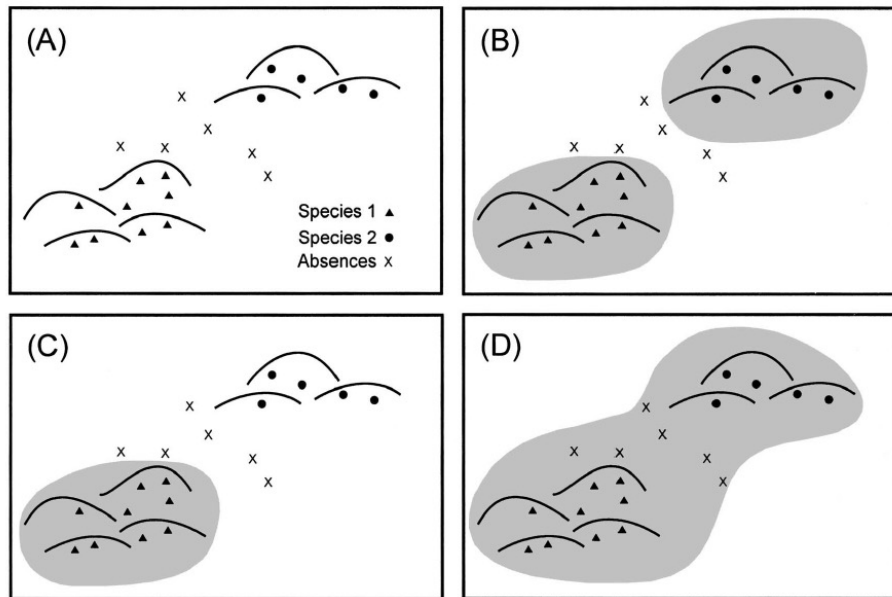 (A)
(B)
Species 1
Species 2
Absences x
(C)
(D)